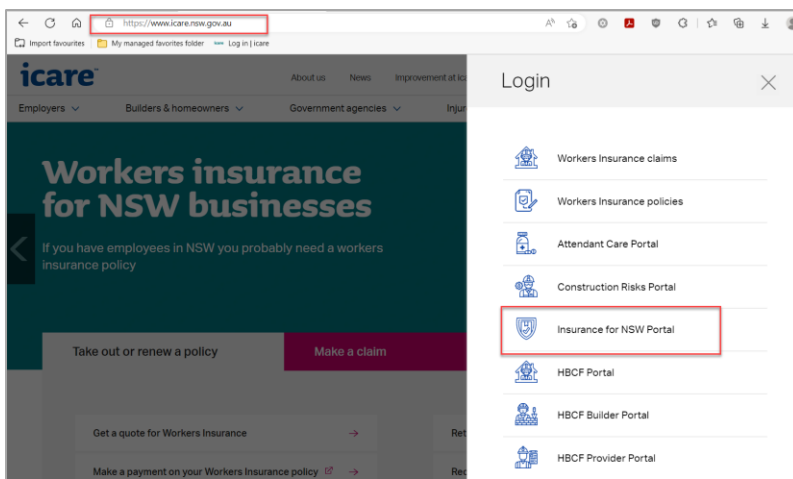 https://www.icare.nsw.gov.au
Import favourites
My managed favorites folder
Log in | icare
icare™
About us
News
Improvement at
Employers
Builders & homeowners
Government agencies
Workers insurance
for NSW businesses
If you have employees in NSW you probably need a workers
insurance policy
Take out or renew a policy
Make a claim
Get a quote for Workers Insurance
Make a payment on your Workers Insurance policy
Login
Workers Insurance claims
Workers Insurance policies
Attendant Care Portal
Construction Risks Portal
Insurance for NSW Portal
HBCF Portal
HBCF Builder Portal
HBCF Provider Portal